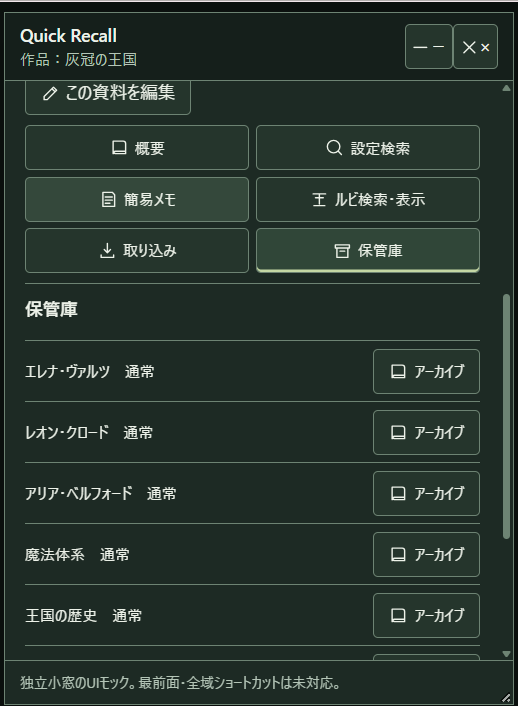 Quick Recall
作品：灰冠の王国
この資料を編集
概要
設定検索
簡易メモ
ルビ検索・表示
取り込み
保管庫
保管庫
エレナ・ヴァルツ　通常
アーカイブ
レオン・クロード　通常
アーカイブ
アリア・ベルフォード　通常
アーカイブ
魔法体系　通常
アーカイブ
王国の歴史　通常
アーカイブ
独立小窓のUIモック。最前面・全域ショートカットは未対応。